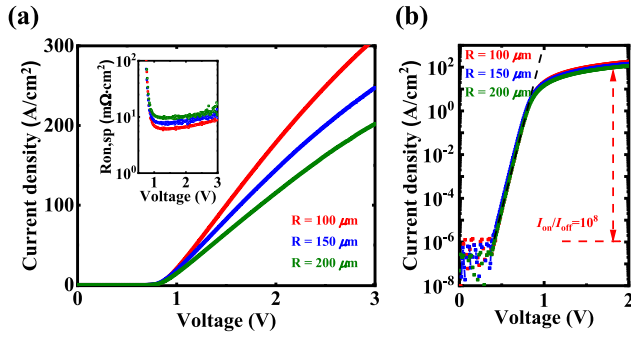 (a)
300
200
100
0
Current density (A/cm²)
0
1
2
3
Voltage (V)
10²
10¹
10⁰
Ron,sp (mΩ·cm²)
1
2
3
Voltage (V)
R = 100 μm
R = 150 μm
R = 200 μm
(b)
10²
10⁰
10⁻²
10⁻⁴
10⁻⁶
10⁻⁸
Current density (A/cm²)
0
1
2
Voltage (V)
R = 100 μm
R = 150 μm
R = 200 μm
Ion/Ioff=10⁸